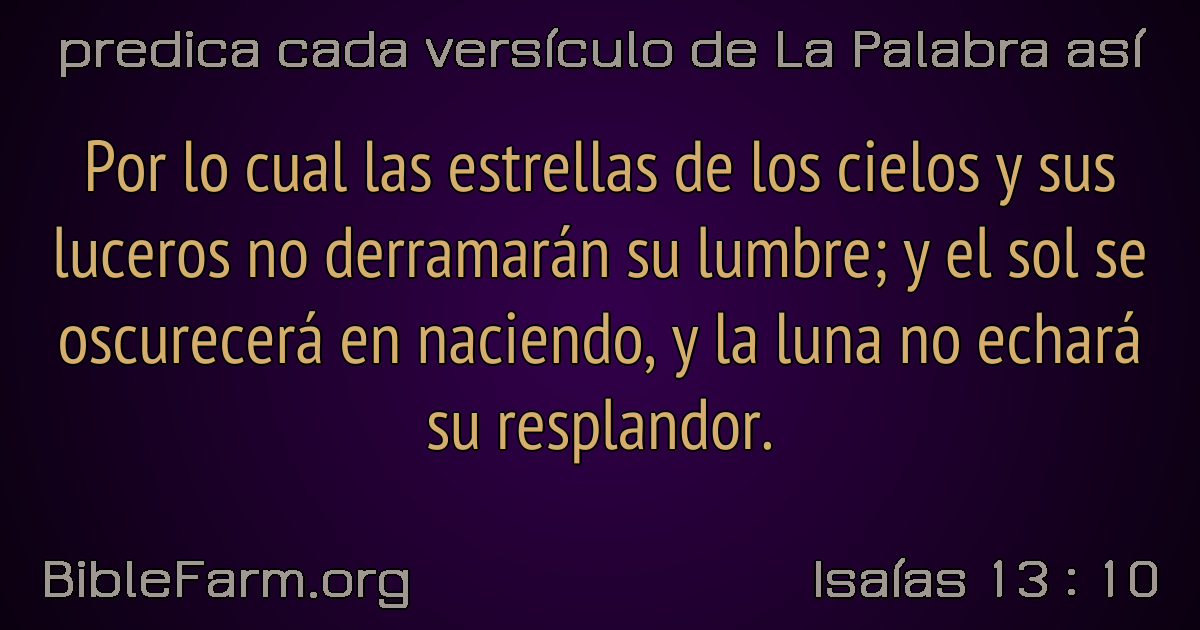 predica cada versículo de La Palabra así
Por lo cual las estrellas de los cielos y sus
luceros no derramarán su lumbre; y el sol se
oscurecerá en naciendo, y la luna no echará
su resplandor.
BibleFarm.org
Isaías 13 : 10